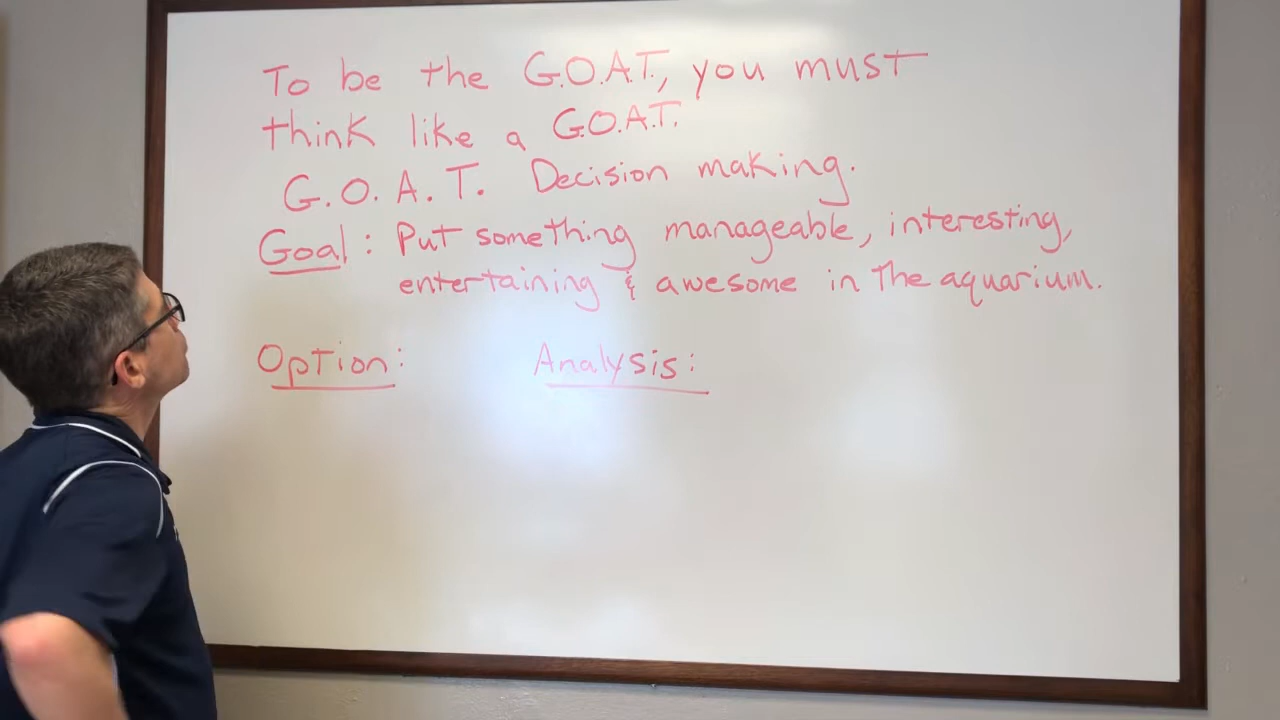 To be the G.O.A.T., you must
think like a G.O.A.T.
G.O.A.T. Decision making.
Goal: Put something manageable, interesting,
entertaining & awesome in the aquarium.
Option: Analysis: